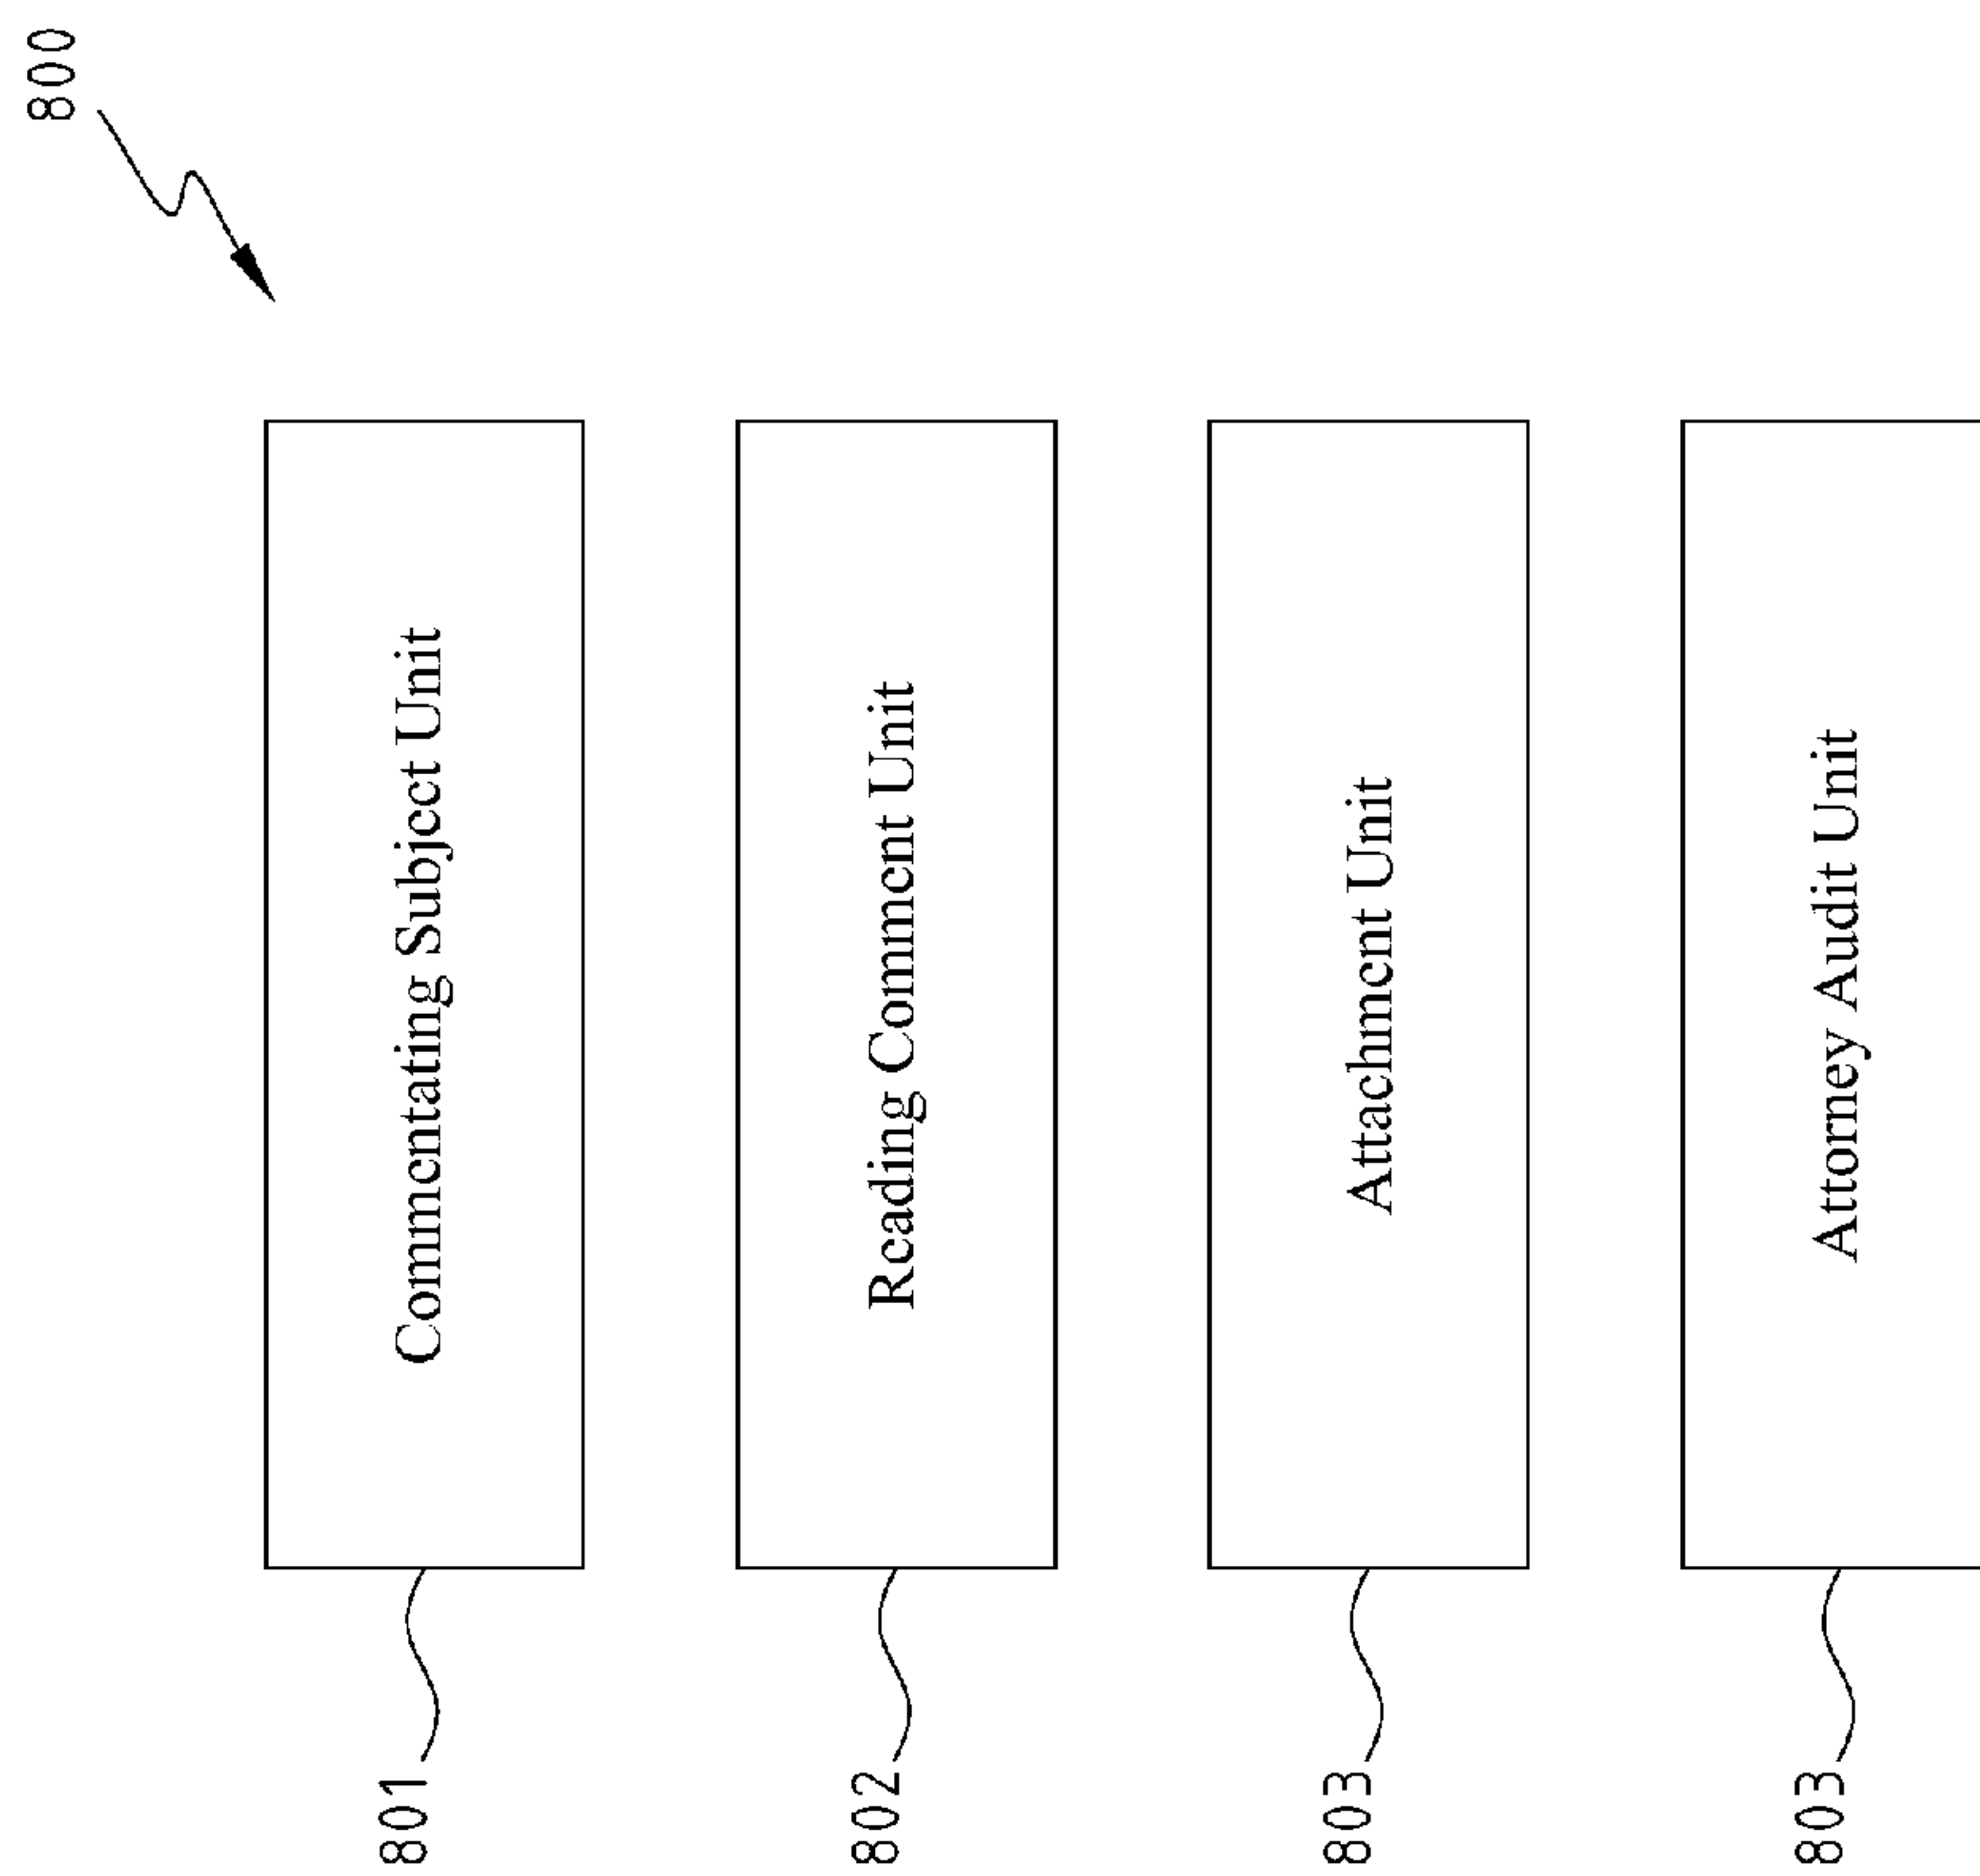 800
801 Commentating Subject Unit
802 Reading Comment Unit
803 Attachment Unit
803 Attorney Audit Unit